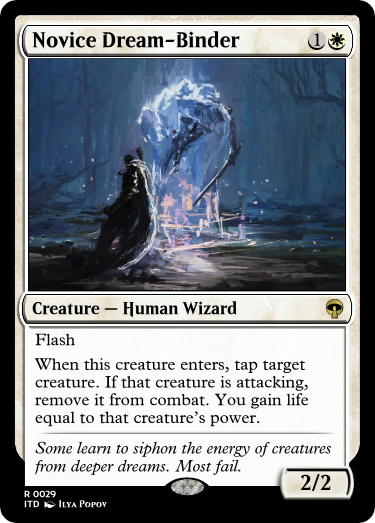 Novice Dream-Binder 1
Creature — Human Wizard
Flash
When this creature enters, tap target
creature. If that creature is attacking,
remove it from combat. You gain life
equal to that creature's power.
Some learn to siphon the energy of creatures
from deeper dreams. Most fail.
2/2
R 0029
ITD Ilya Popov